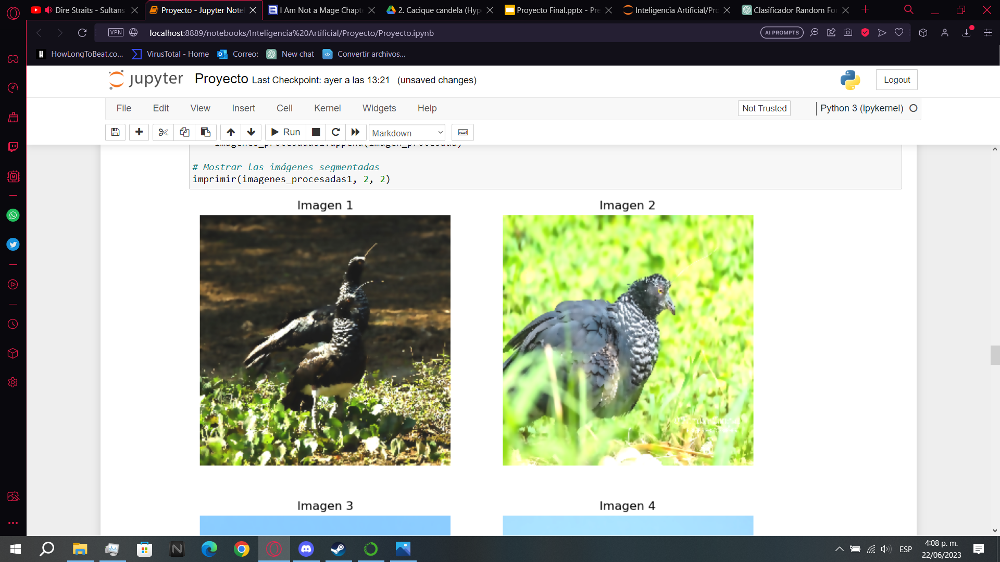 Dire Straits - Sultans
Proyecto - Jupyter Note
I Am Not a Mage Chapt
2. Cacique candela (Hyp
Proyecto Final.pptx - Pre
Inteligencia Artificial/Pro
Clasificador Random Fo
VPN
localhost:8889/notebooks/Inteligencia%20Artificial/Proyecto/Proyecto.ipynb
AI PROMPTS
HowLongToBeat.co...
VirusTotal - Home
Correo:
New chat
Convertir archivos...
jupyter
Proyecto Last Checkpoint: ayer a las 13:21 (unsaved changes)
Logout
File Edit View Insert Cell Kernel Widgets Help
Not Trusted
Python 3 (ipykernel)
Run
Markdown
imagenes_procesadas1.append(imagen_procesada)
# Mostrar las imágenes segmentadas
imprimir(imagenes_procesadas1, 2, 2)
Imagen 1
Imagen 2
Imagen 3
Imagen 4
ESP
4:08 p. m.
22/06/2023